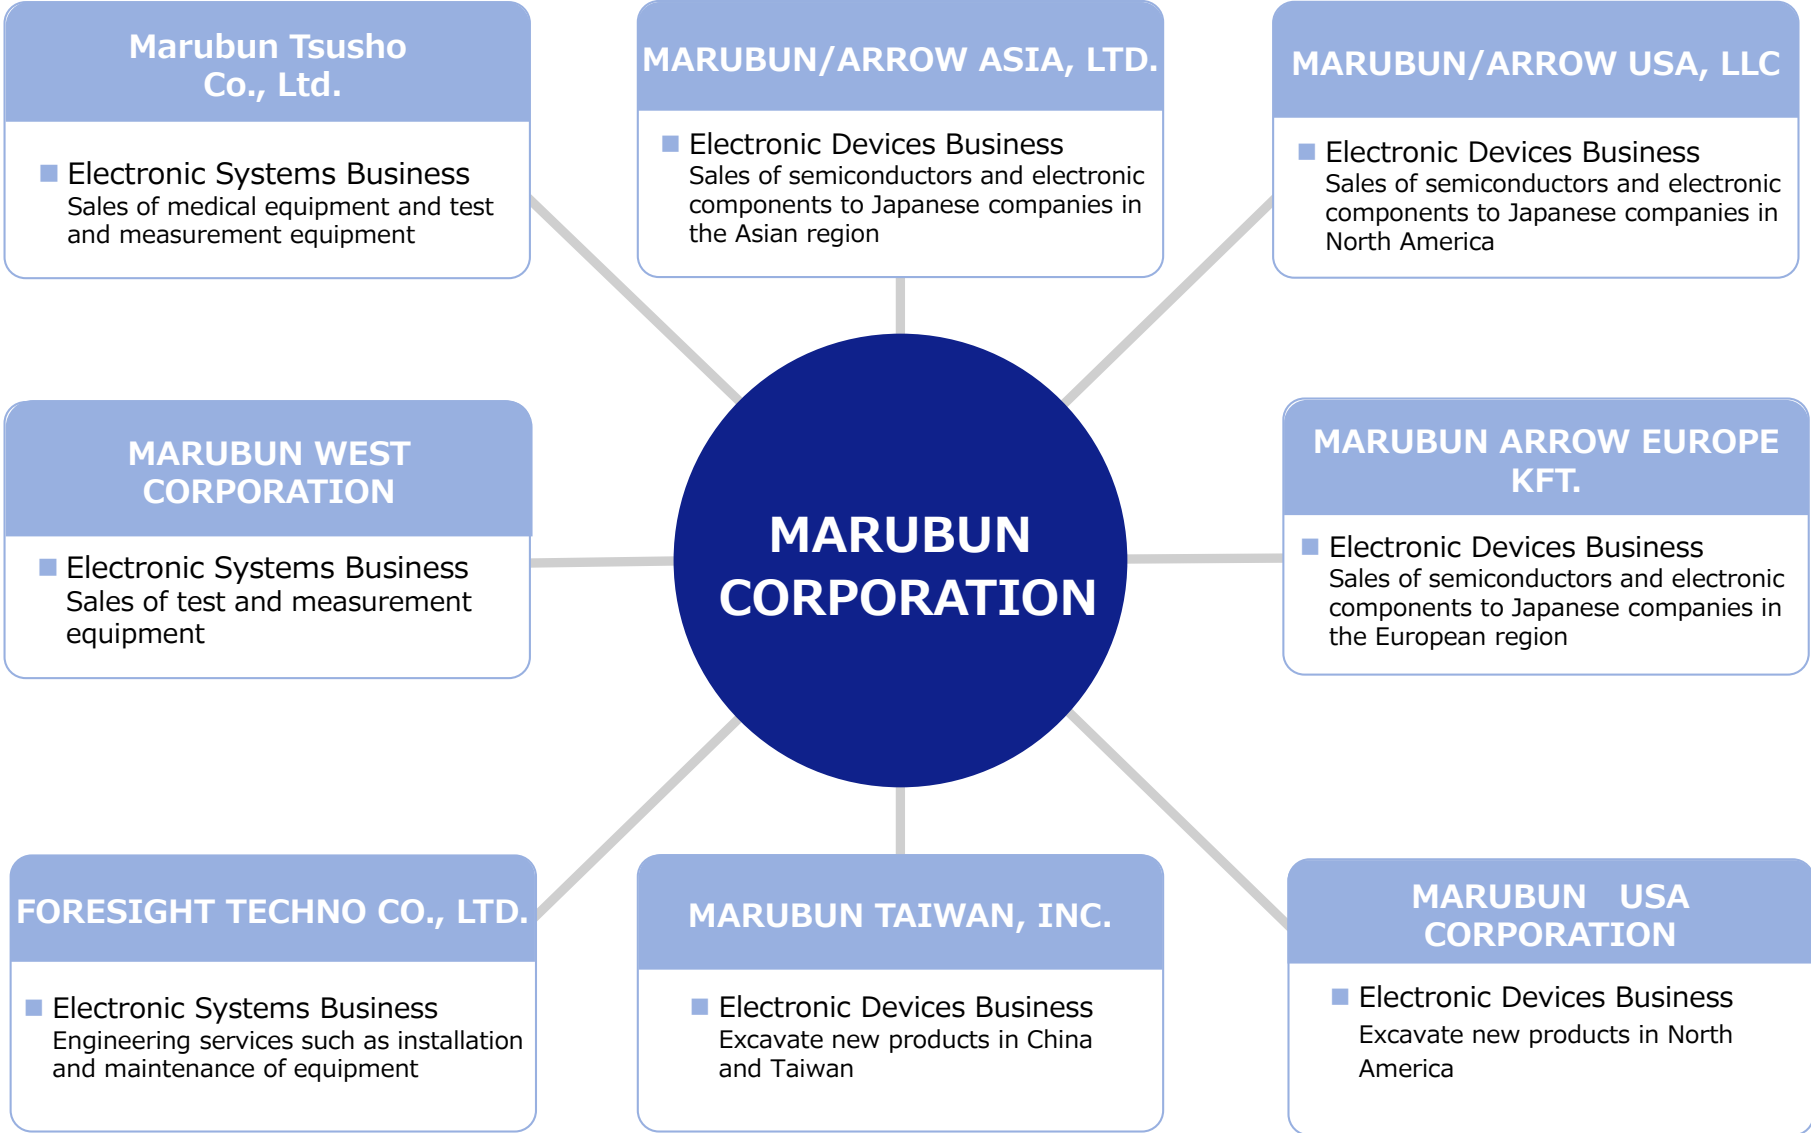 Marubun Tsusho
Co., Ltd.
■ Electronic Systems Business
Sales of medical equipment and test
and measurement equipment
MARUBUN/ARROW ASIA, LTD.
■ Electronic Devices Business
Sales of semiconductors and electronic
components to Japanese companies in
the Asian region
MARUBUN/ARROW USA, LLC
■ Electronic Devices Business
Sales of semiconductors and electronic
components to Japanese companies in
North America
MARUBUN WEST
CORPORATION
■ Electronic Systems Business
Sales of test and measurement
equipment
MARUBUN
CORPORATION
MARUBUN ARROW EUROPE
KFT.
■ Electronic Devices Business
Sales of semiconductors and electronic
components to Japanese companies in
the European region
FORESIGHT TECHNO CO., LTD.
■ Electronic Systems Business
Engineering services such as installation
and maintenance of equipment
MARUBUN TAIWAN, INC.
■ Electronic Devices Business
Excavate new products in China
and Taiwan
MARUBUN USA
CORPORATION
■ Electronic Devices Business
Excavate new products in North
America